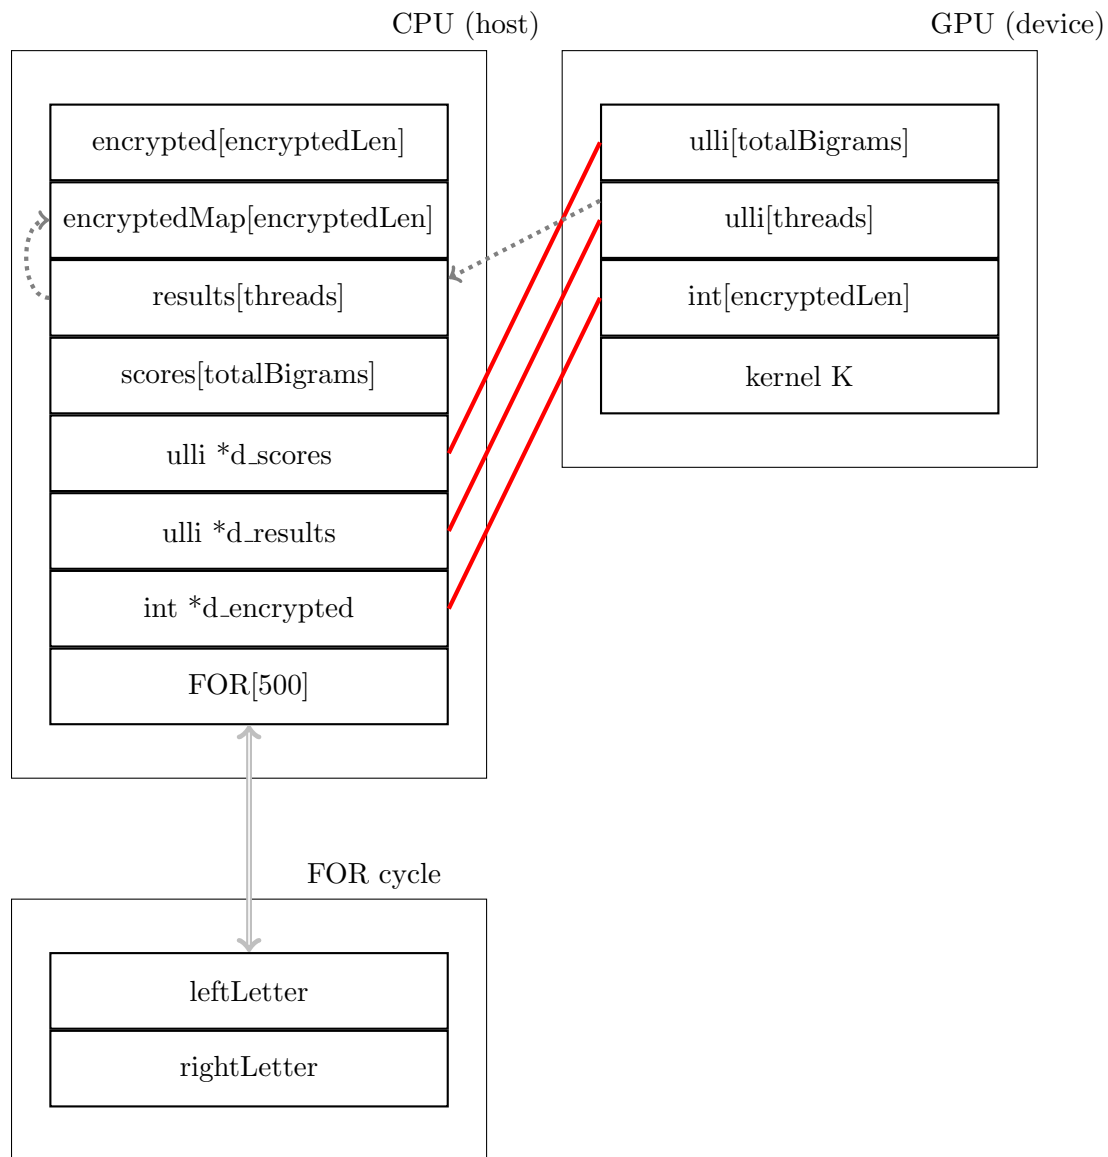 CPU (host)
encrypted[encryptedLen]
encryptedMap[encryptedLen]
results[threads]
scores[totalBigrams]
ulli *d_scores
ulli *d_results
int *d_encrypted
FOR[500]
GPU (device)
ulli[totalBigrams]
ulli[threads]
int[encryptedLen]
kernel K
FOR cycle
leftLetter
rightLetter